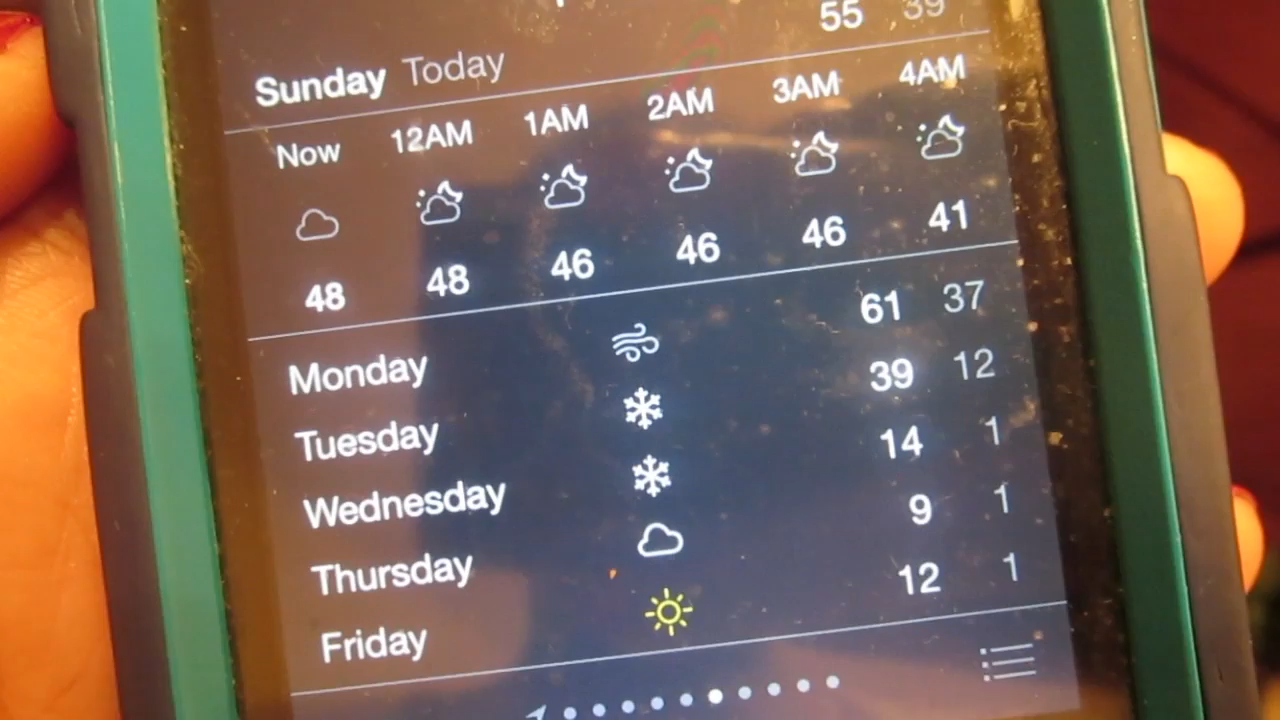 55 39
Sunday Today
Now 12AM 1AM 2AM 3AM 4AM
48 48 46 46 46 41
Monday 61 37
Tuesday 39 12
Wednesday 14 1
Thursday 9 1
Friday 12 1